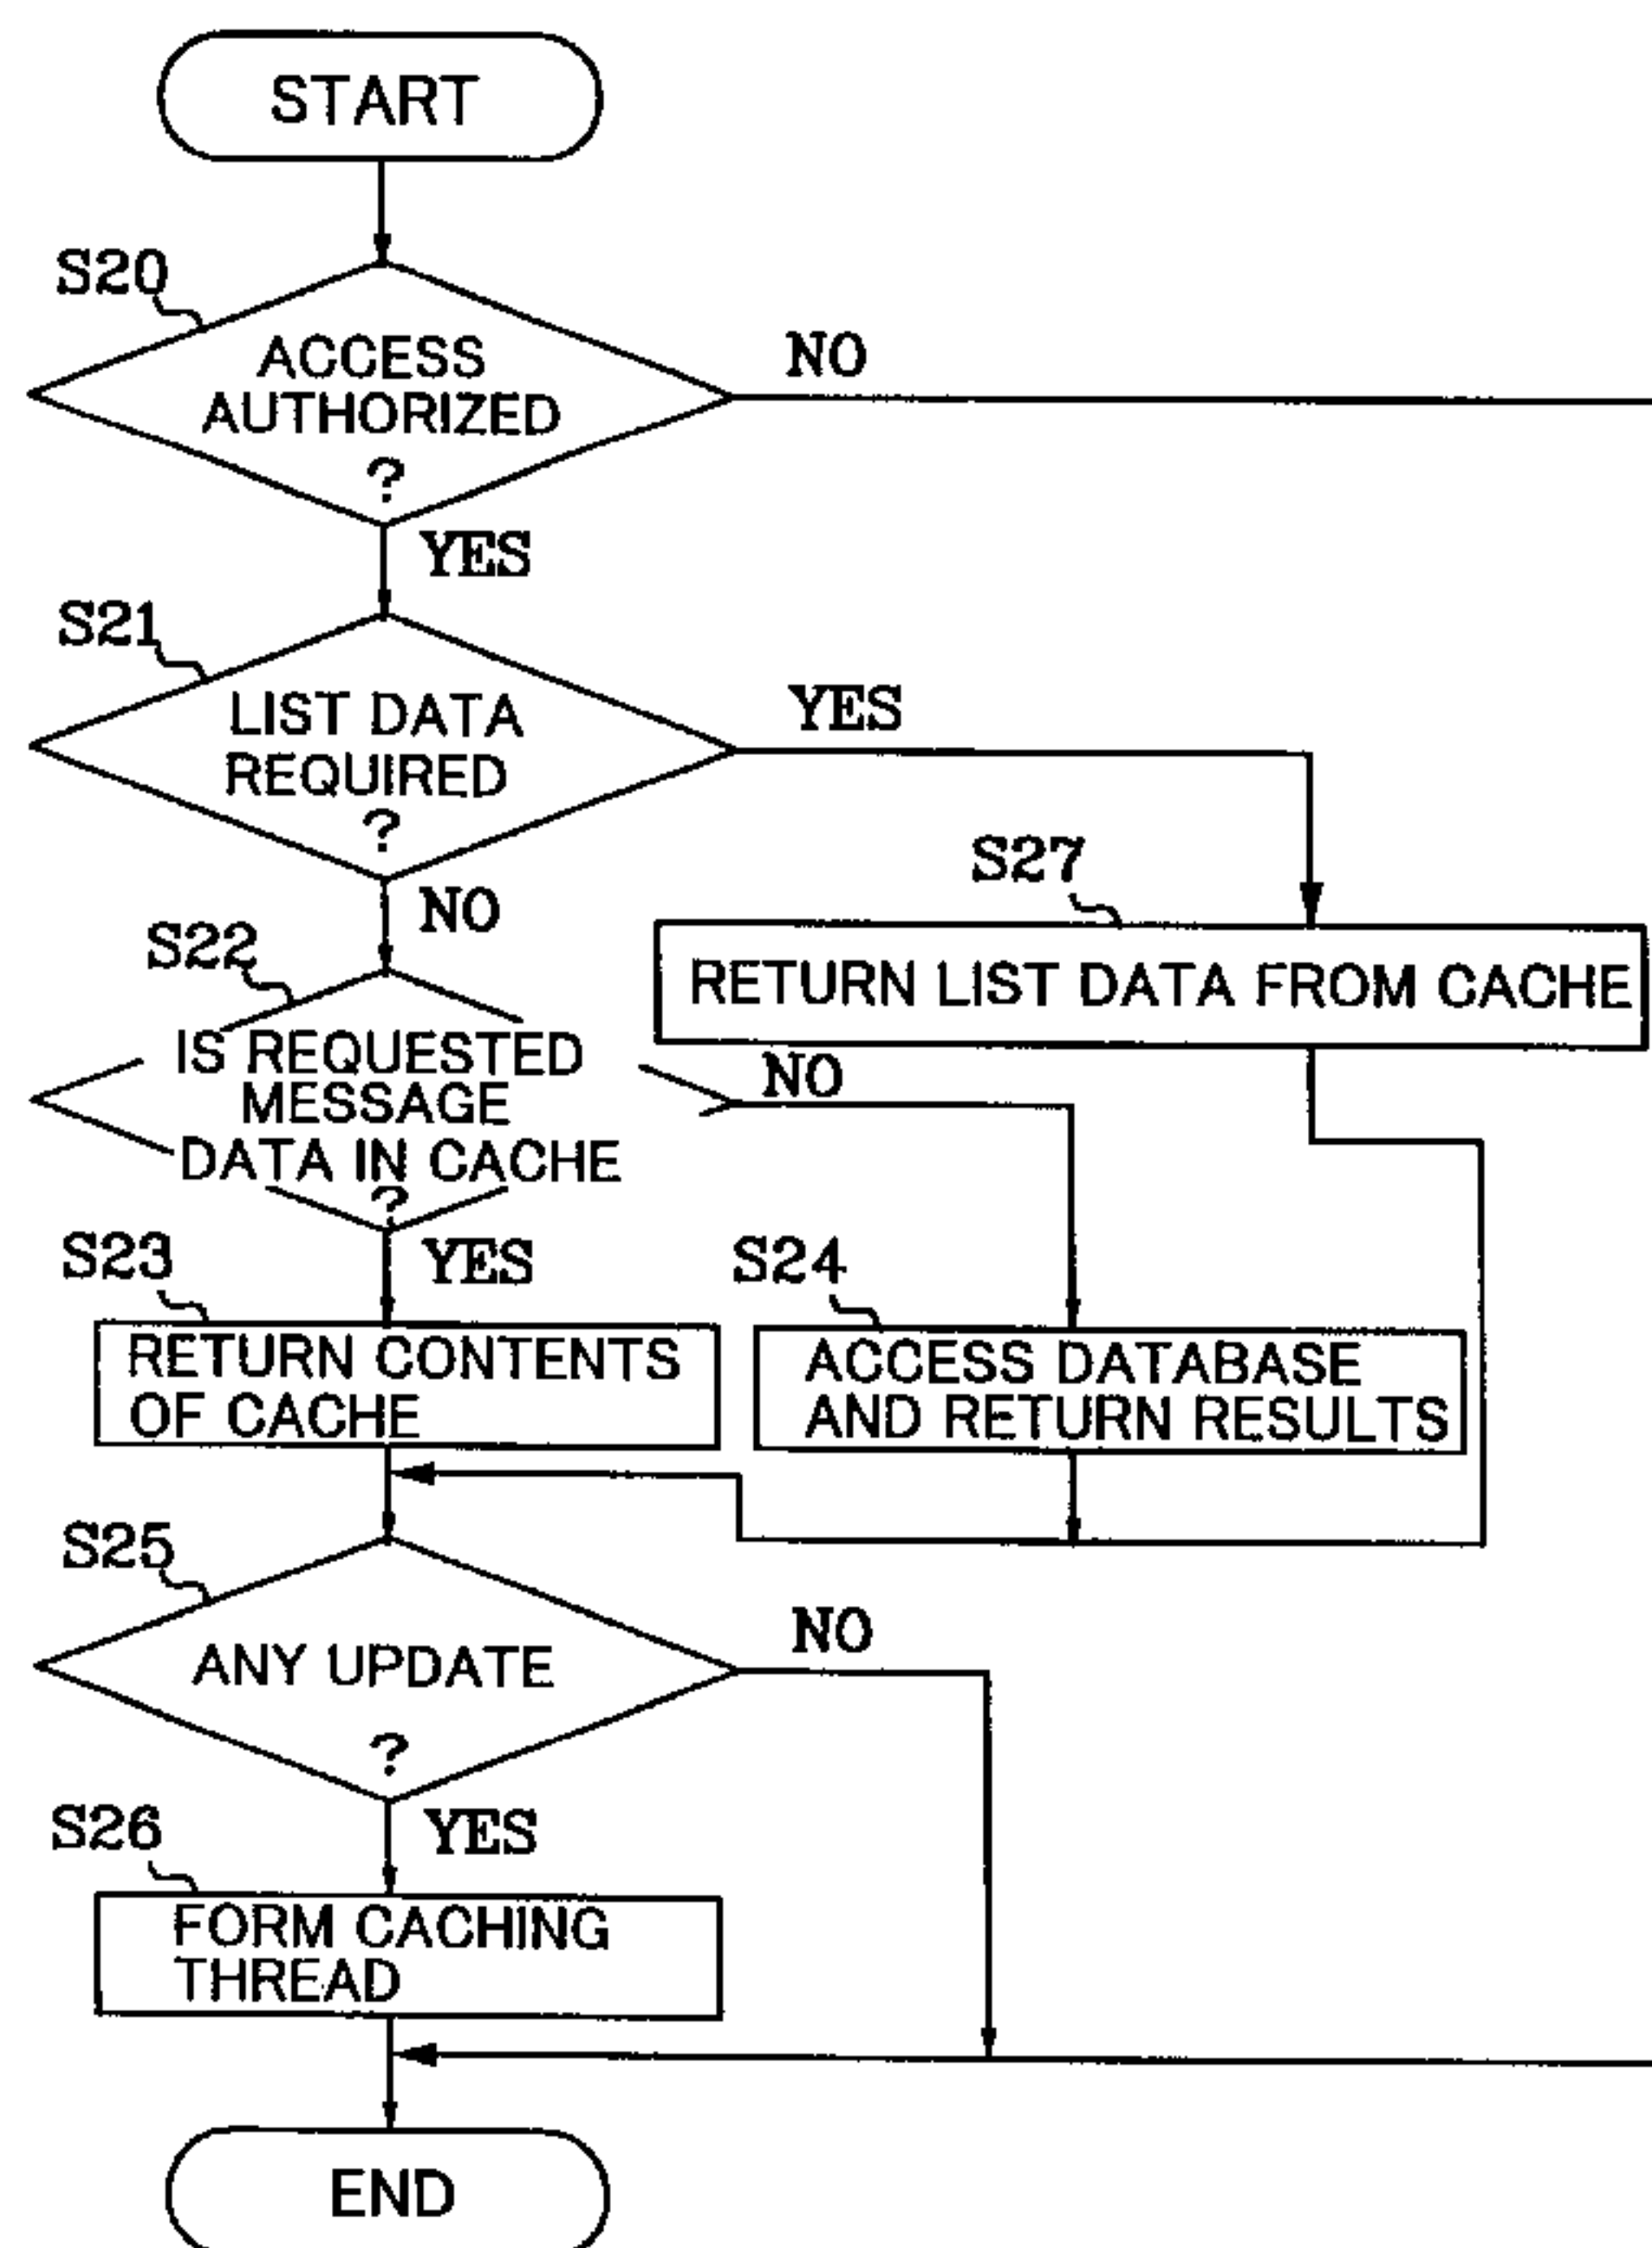 START
S20
ACCESS
AUTHORIZED
?
NO
YES
S21
LIST DATA
REQUIRED
?
YES
NO
S27
RETURN LIST DATA FROM CACHE
S22
IS REQUESTED
MESSAGE
DATA IN CACHE
?
NO
YES
S23
RETURN CONTENTS
OF CACHE
S24
ACCESS DATABASE
AND RETURN RESULTS
S25
ANY UPDATE
?
NO
YES
S26
FORM CACHING
THREAD
END